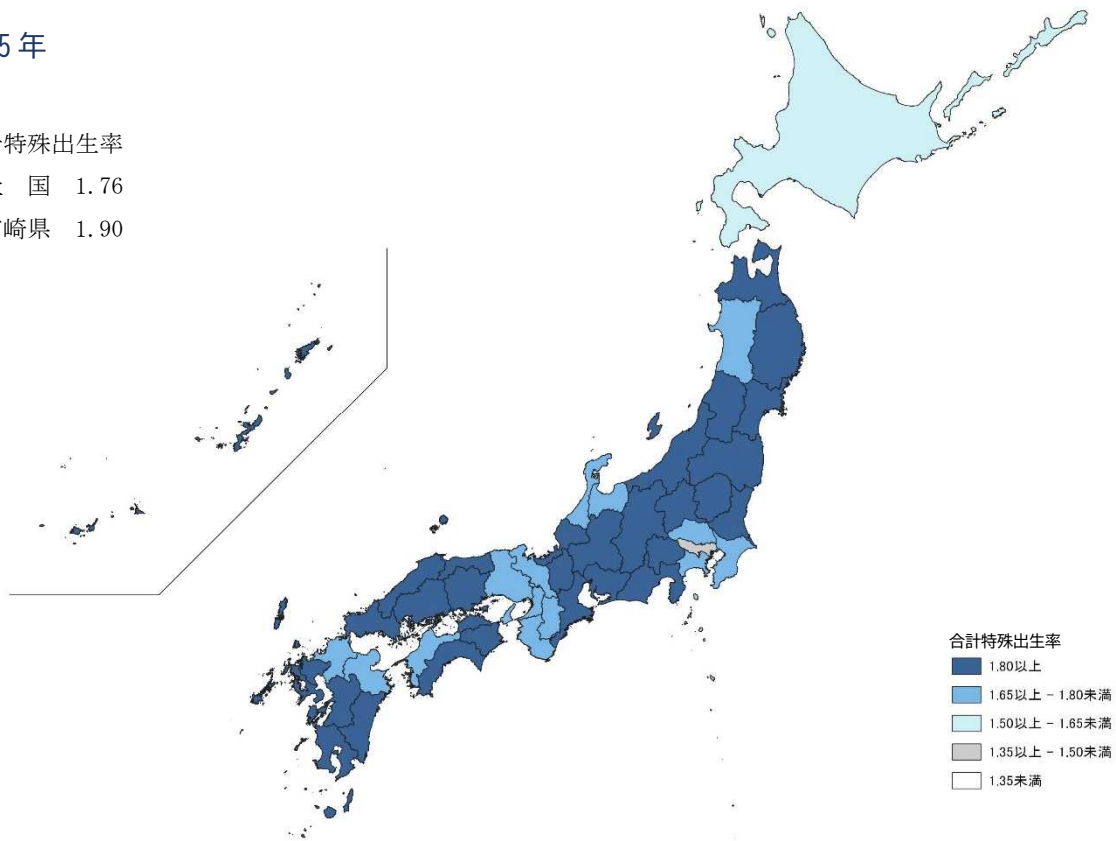 5年
特殊出生率
国 1.76
崎県 1.90
合計特殊出生率
1.80以上
1.65以上 - 1.80未満
1.50以上 - 1.65未満
1.35以上 - 1.50未満
1.35未満